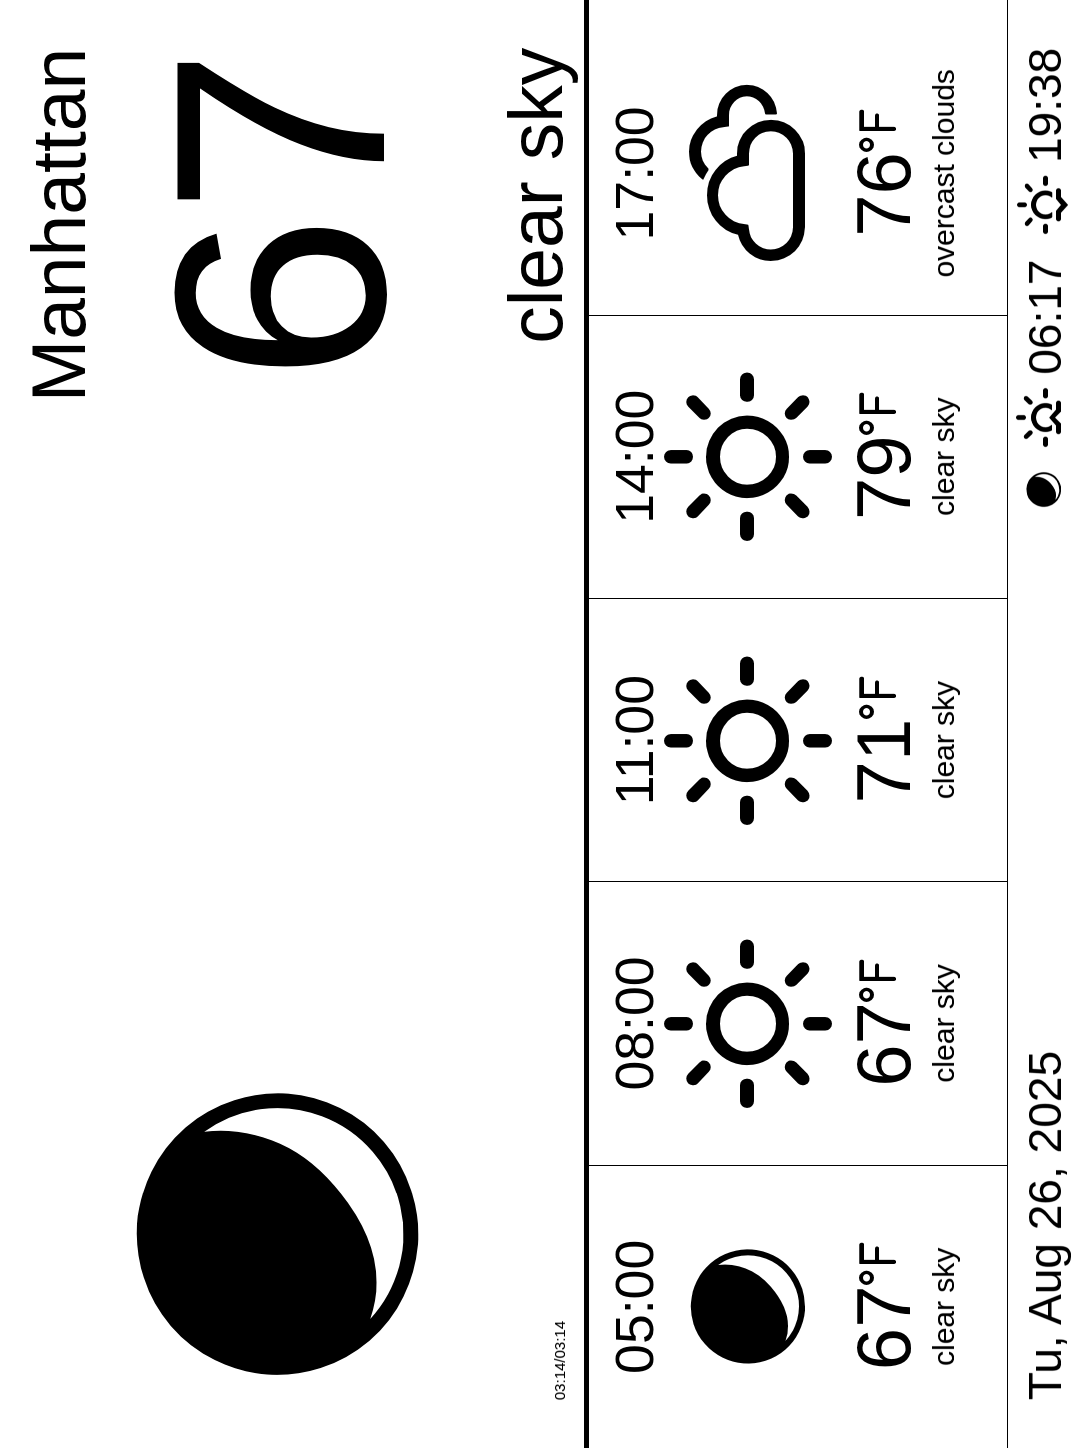 Manhattan
67
clear sky
03:14/03:14
05:00
67°F
clear sky
08:00
67°F
clear sky
11:00
71°F
clear sky
14:00
79°F
clear sky
17:00
76°F
overcast clouds
Tu, Aug 26, 2025
06:17
19:38